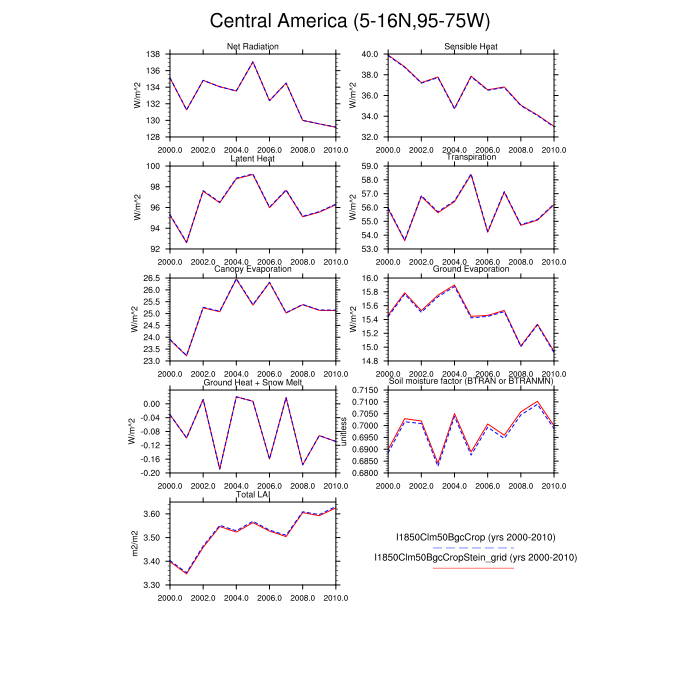 Central America (5-16N,95-75W)
Net Radiation
W/m^2
138
136
134
132
130
128
2000.0 2002.0 2004.0 2006.0 2008.0 2010.0
Sensible Heat
W/m^2
40.0
38.0
36.0
34.0
32.0
2000.0 2002.0 2004.0 2006.0 2008.0 2010.0
Latent Heat
W/m^2
100
98
96
94
92
2000.0 2002.0 2004.0 2006.0 2008.0 2010.0
Transpiration
W/m^2
59.0
58.0
57.0
56.0
55.0
54.0
53.0
2000.0 2002.0 2004.0 2006.0 2008.0 2010.0
Canopy Evaporation
W/m^2
26.5
26.0
25.5
25.0
24.5
24.0
23.5
23.0
2000.0 2002.0 2004.0 2006.0 2008.0 2010.0
Ground Evaporation
W/m^2
16.0
15.8
15.6
15.4
15.2
15.0
14.8
2000.0 2002.0 2004.0 2006.0 2008.0 2010.0
Ground Heat + Snow Melt
W/m^2
0.00
-0.04
-0.08
-0.12
-0.16
-0.20
2000.0 2002.0 2004.0 2006.0 2008.0 2010.0
Soil moisture factor (BTRAN or BTRANMN)
unitless
0.7150
0.7100
0.7050
0.7000
0.6950
0.6900
0.6850
0.6800
2000.0 2002.0 2004.0 2006.0 2008.0 2010.0
Total LAI
m2/m2
3.60
3.50
3.40
3.30
2000.0 2002.0 2004.0 2006.0 2008.0 2010.0
I1850Clm50BgcCrop (yrs 2000-2010)
I1850Clm50BgcCropStein_grid (yrs 2000-2010)